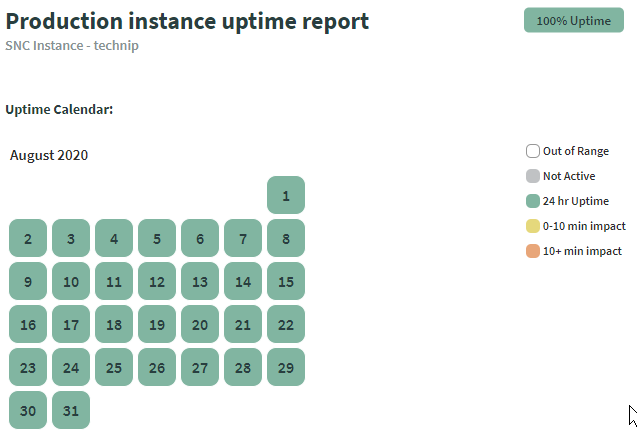 Production instance uptime report
100% Uptime
SNC Instance - technip
Uptime Calendar:
August 2020
Out of Range
Not Active
24 hr Uptime
0-10 min impact
10+ min impact
1
2 3 4 5 6 7 8
9 10 11 12 13 14 15
16 17 18 19 20 21 22
23 24 25 26 27 28 29
30 31